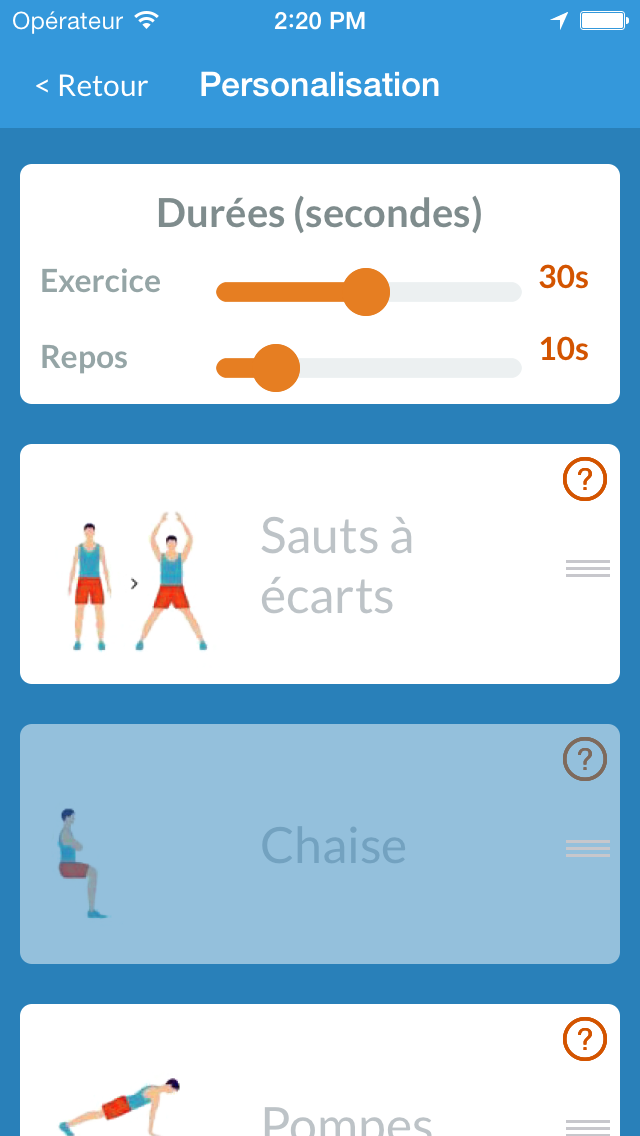 Opérateur 2:20 PM
< Retour Personalisation
Durées (secondes)
Exercice 30s
Repos 10s
?
Sauts à
écarts
?
Chaise
?
Pompes